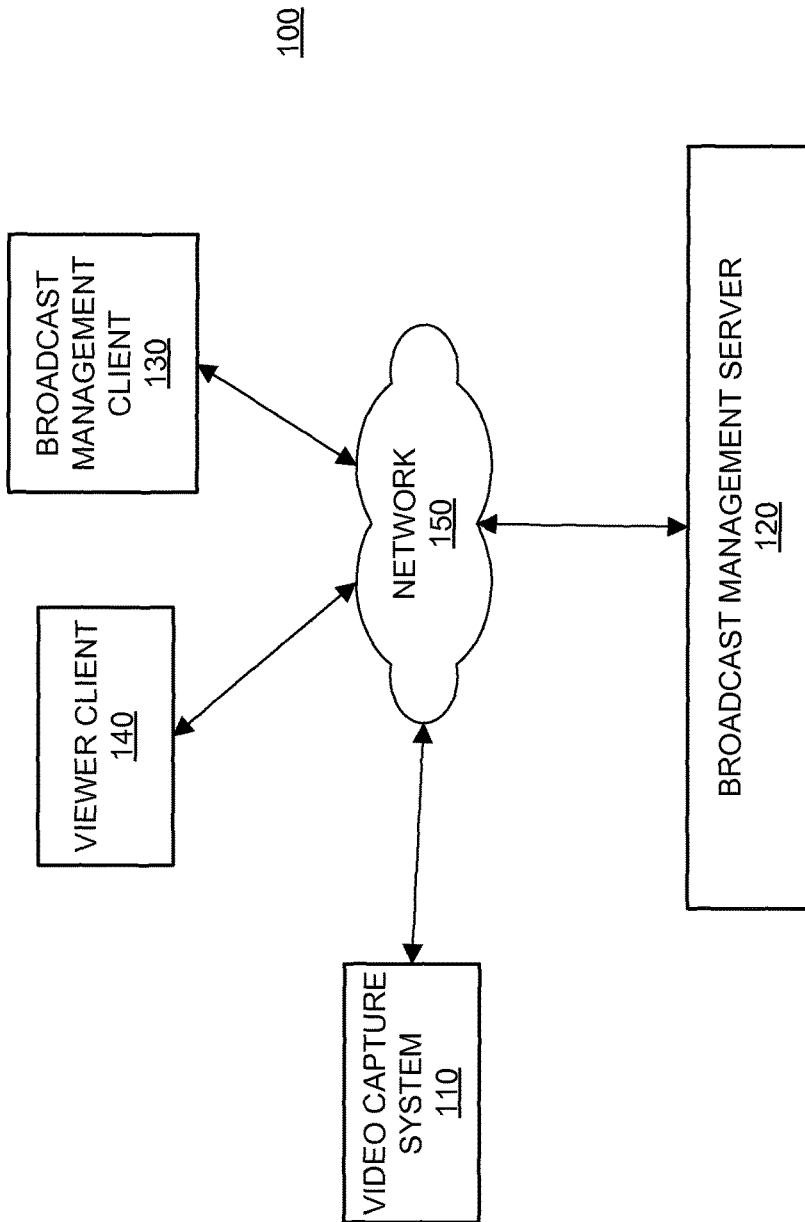 100
VIEWER CLIENT
140
BROADCAST
MANAGEMENT
CLIENT
130
NETWORK
150
VIDEO CAPTURE
SYSTEM
110
BROADCAST MANAGEMENT SERVER
120